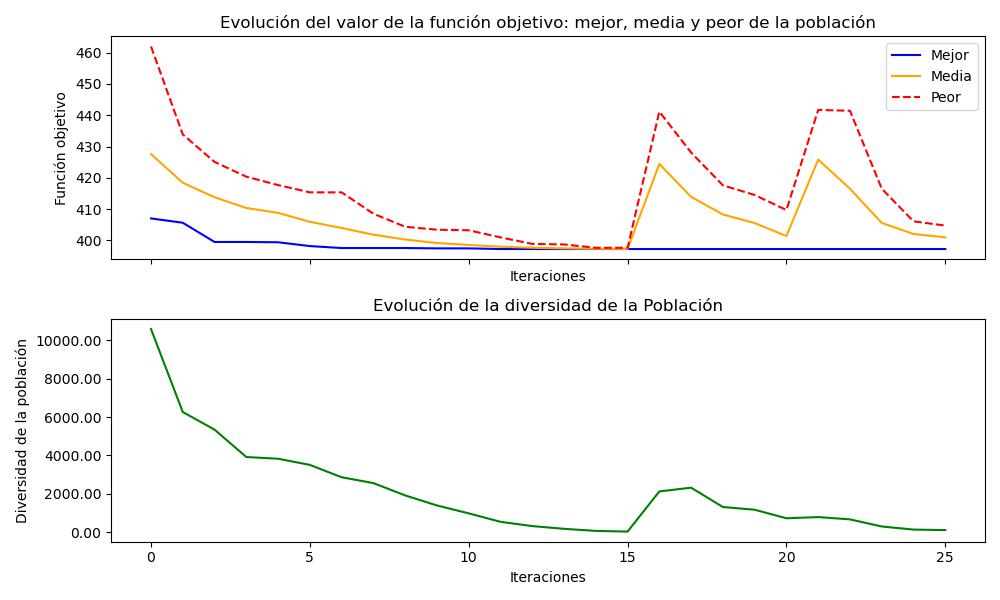 Evolución del valor de la función objetivo: mejor, media y peor de la población
460
450
440
430
420
410
400
Función objetivo
Mejor
Media
Peor
Iteraciones
Evolución de la diversidad de la Población
10000.00
8000.00
6000.00
4000.00
2000.00
0.00
Diversidad de la población
0 5 10 15 20 25
Iteraciones